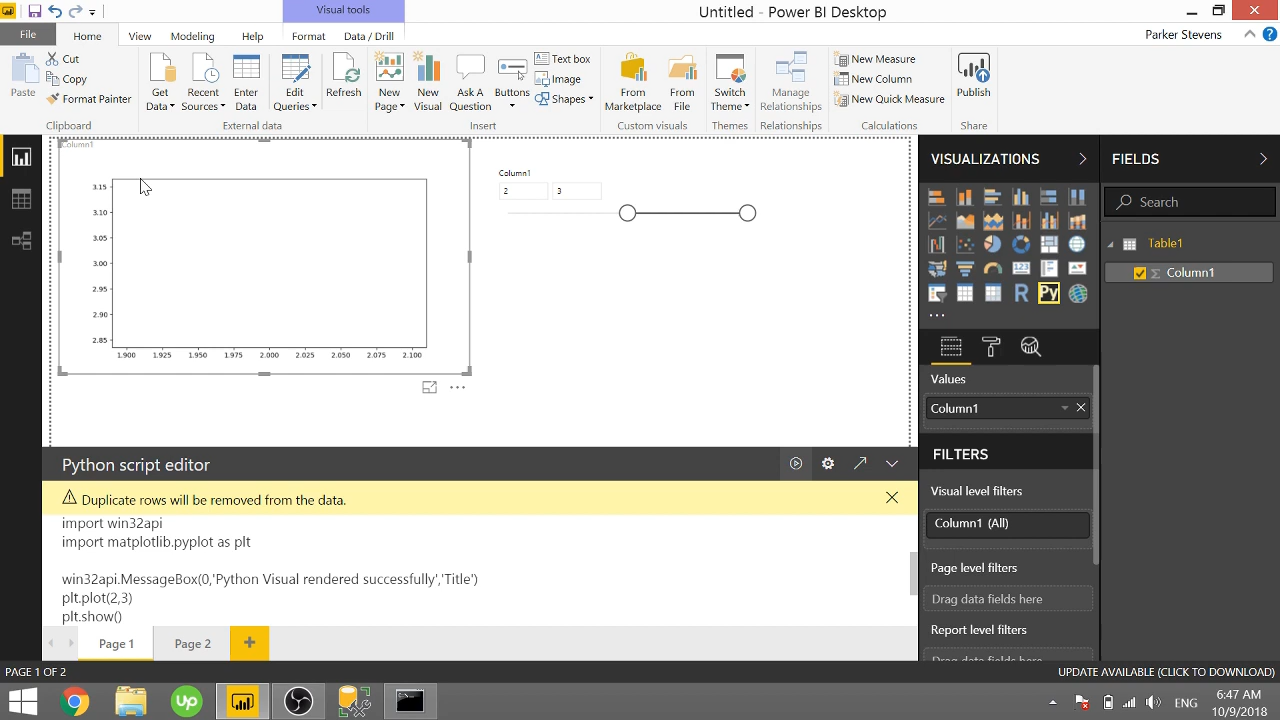 Visual tools
Untitled - Power BI Desktop
File
Home
View
Modeling
Help
Format
Data / Drill
Parker Stevens
Paste
Cut
Copy
Format Painter
Clipboard
Get Data
Recent Sources
Enter Data
Edit Queries
Refresh
External data
New Page
New Visual
Ask A Question
Buttons
Text box
Image
Shapes
Insert
From Marketplace
From File
Custom visuals
Switch Theme
Themes
Manage Relationships
Relationships
New Measure
New Column
New Quick Measure
Calculations
Publish
Share
Column1
3.15
3.10
3.05
3.00
2.95
2.90
2.85
1.900 1.925 1.950 1.975 2.000 2.025 2.050 2.075 2.100
Column1
2 3
VISUALIZATIONS
R
Py
123
Values
Column1
FILTERS
Visual level filters
Column1 (All)
Page level filters
Drag data fields here
Report level filters
Drag data fields here
FIELDS
Search
Table1
Column1
Python script editor
Duplicate rows will be removed from the data.
import win32api
import matplotlib.pyplot as plt
win32api.MessageBox(0,'Python Visual rendered successfully','Title')
plt.plot(2,3)
plt.show()
Page 1
Page 2
PAGE 1 OF 2
UPDATE AVAILABLE (CLICK TO DOWNLOAD)
Up
ENG
6:47 AM
10/9/2018